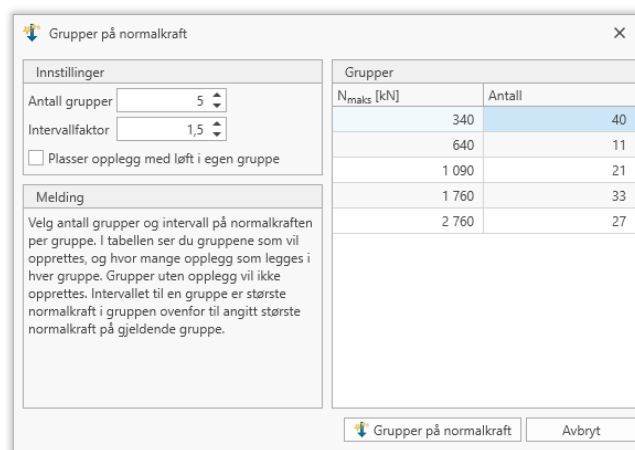 Grupper på normalkraft
Innstillinger
Antall grupper 5
Intervallfaktor 1,5
Plasser opplegg med løft i egen gruppe
Melding
Velg antall grupper og intervall på normalkraften
per gruppe. I tabellen ser du gruppene som vil
opprettes, og hvor mange opplegg som legges i
hver gruppe. Grupper uten opplegg vil ikke
opprettes. Intervallet til en gruppe er største
normalkraft i gruppen ovenfor til angitt største
normalkraft på gjeldende gruppe.
Grupper
Nmaks [kN] Antall
340 40
640 11
1 090 21
1 760 33
2 760 27
Grupper på normalkraft Avbryt